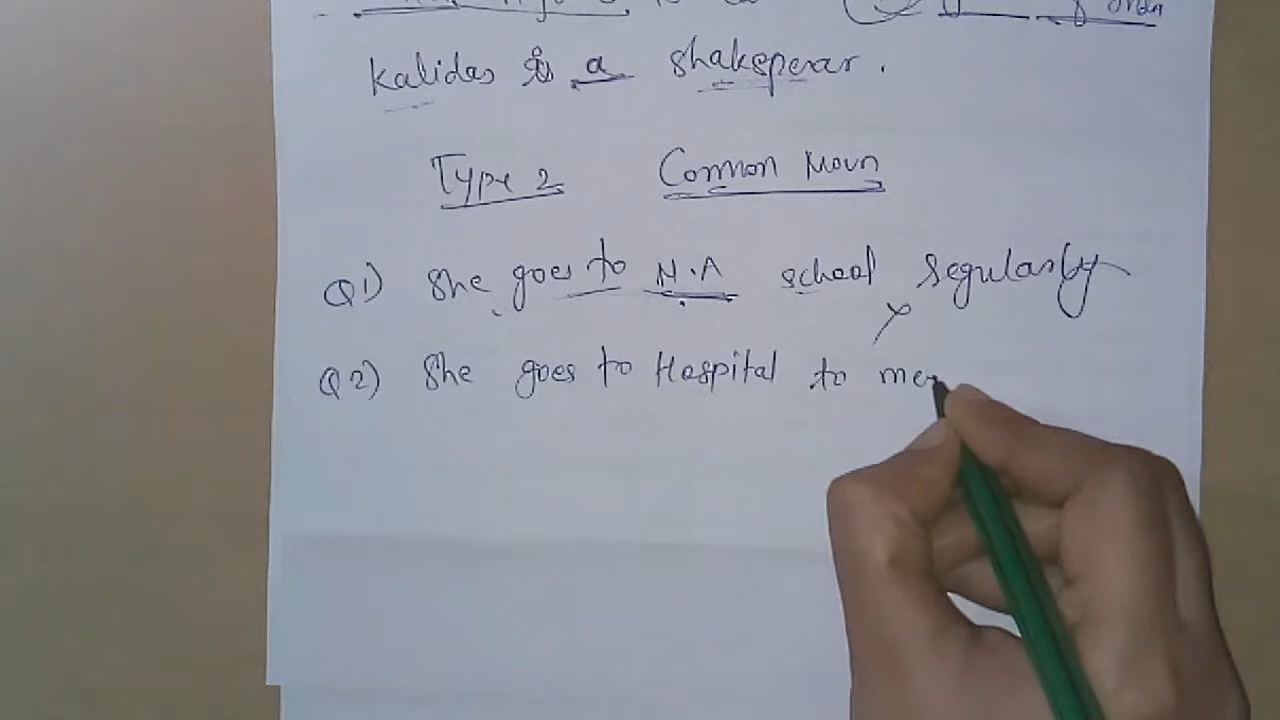 Kalidas is a shakespear.
Type 2 Common Noun
Q1) She goes to N.A school regularly
Q2) She goes to Hospital to me